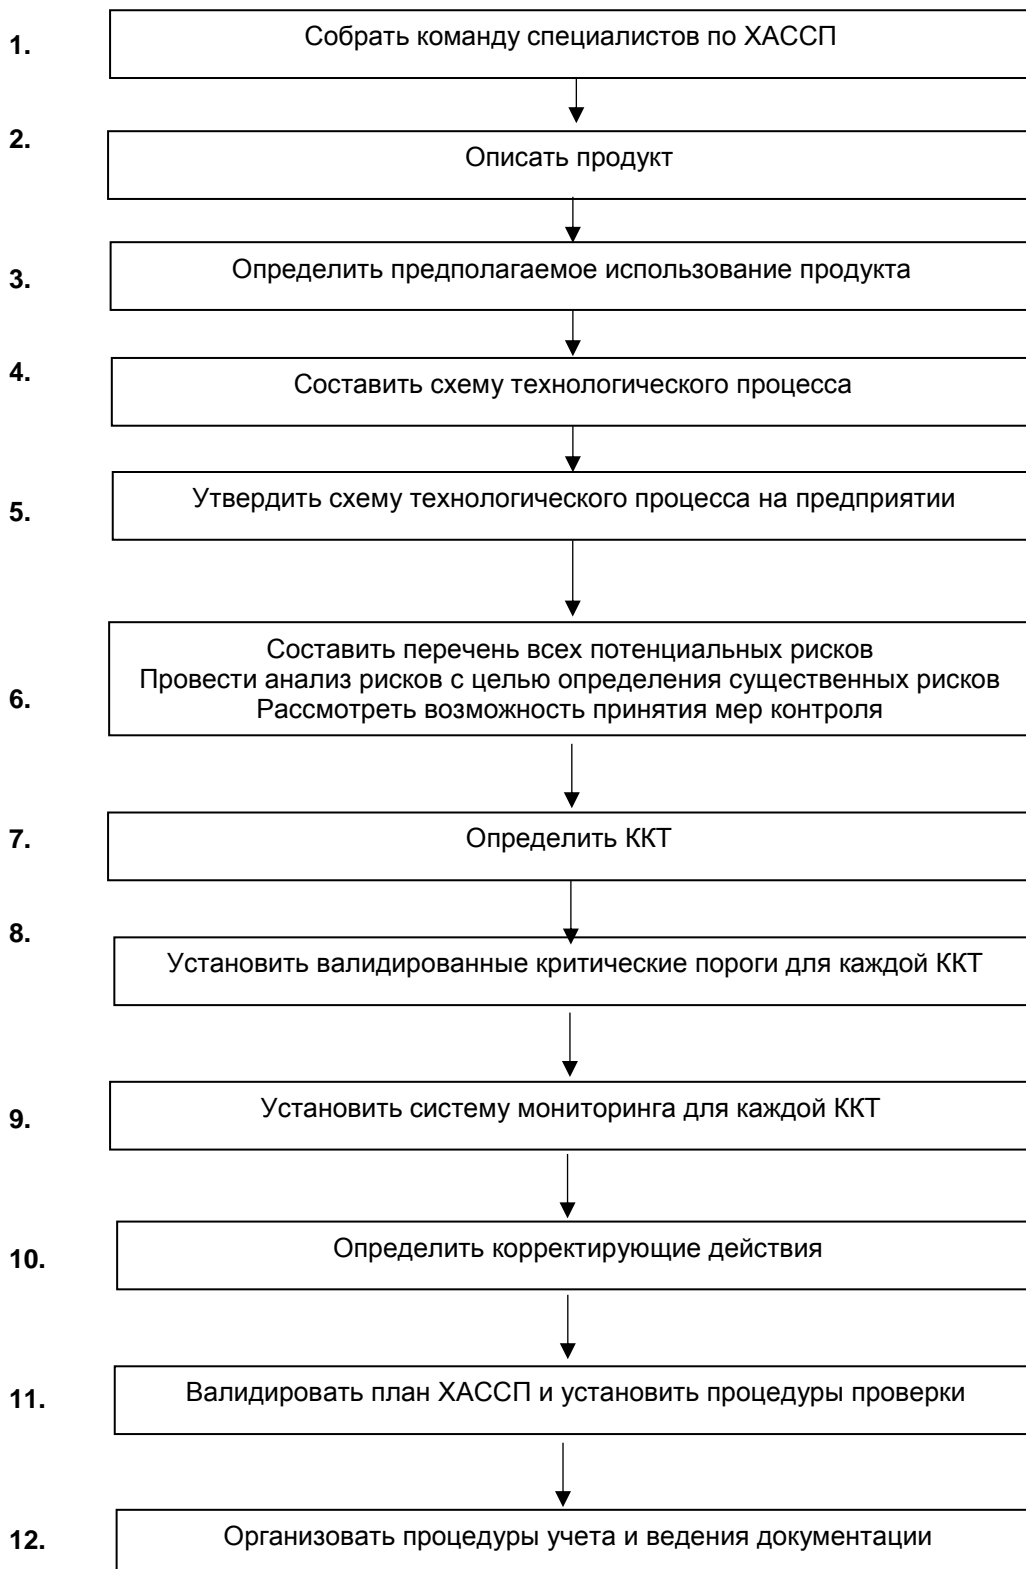 1.
Собрать команду специалистов по ХАССП
2.
Описать продукт
3.
Определить предполагаемое использование продукта
4.
Составить схему технологического процесса
5.
Утвердить схему технологического процесса на предприятии
6.
Составить перечень всех потенциальных рисков
Провести анализ рисков с целью определения существенных рисков
Рассмотреть возможность принятия мер контроля
7.
Определить ККТ
8.
Установить валидированные критические пороги для каждой ККТ
9.
Установить систему мониторинга для каждой ККТ
10.
Определить корректирующие действия
11.
Валидировать план ХАССП и установить процедуры проверки
12.
Организовать процедуры учета и ведения документации